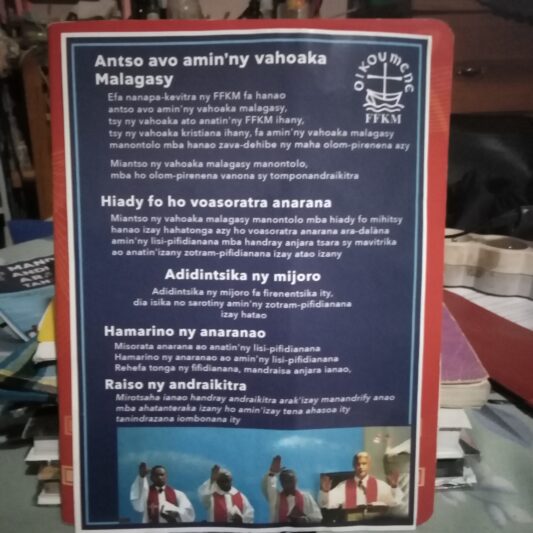 Antso avo amin'ny vahoaka
Malagasy
OIKOUMENE
FFKM
Efa nanapa-kevitra ny FFKM fa hanao
antso avo amin'ny vahoaka malagasy,
tsy ny vahoaka ato anatin'ny FFKM ihany,
tsy ny vahoaka kristiana ihany, fa amin'ny vahoaka malagasy
manontolo mba hanao zava-dehibe ny maha olom-pirenena azy
Miantso ny vahoaka malagasy manontolo,
mba ho olom-pirenena vanona sy tomponandraikitra
Hiady fo ho voasoratra anarana
Miantso ny vahoaka malagasy manontolo mba hiady fo mihitsy
hanao izay hahatonga azy ho voasoratra anarana ara-dalàna
amin'ny lisi-pifidianana mba handray anjara tsara sy mavitrika
ao anatin'izany zotram-pifidianana izay atao izany
Adidintsika ny mijoro
Adidintsika ny mijoro fa firenentsika ity,
dia isika no sarotiny amin'ny zotram-pifidianana
izay hatao
Hamarino ny anaranao
Misorata anarana ao anatin'ny lisi-pifidianana
Hamarino ny anaranao ao amin'ny lisi-pifidianana
Rehefa tonga ny fifidianana, mandraisa anjara ianao,
Raiso ny andraikitra
Mirotsaha ianao handray andraikitra arak'izay manandrify anao
mba ahatanteraka izany ho amin'izay tena ahasoa ity
tanindrazana iombonana ity